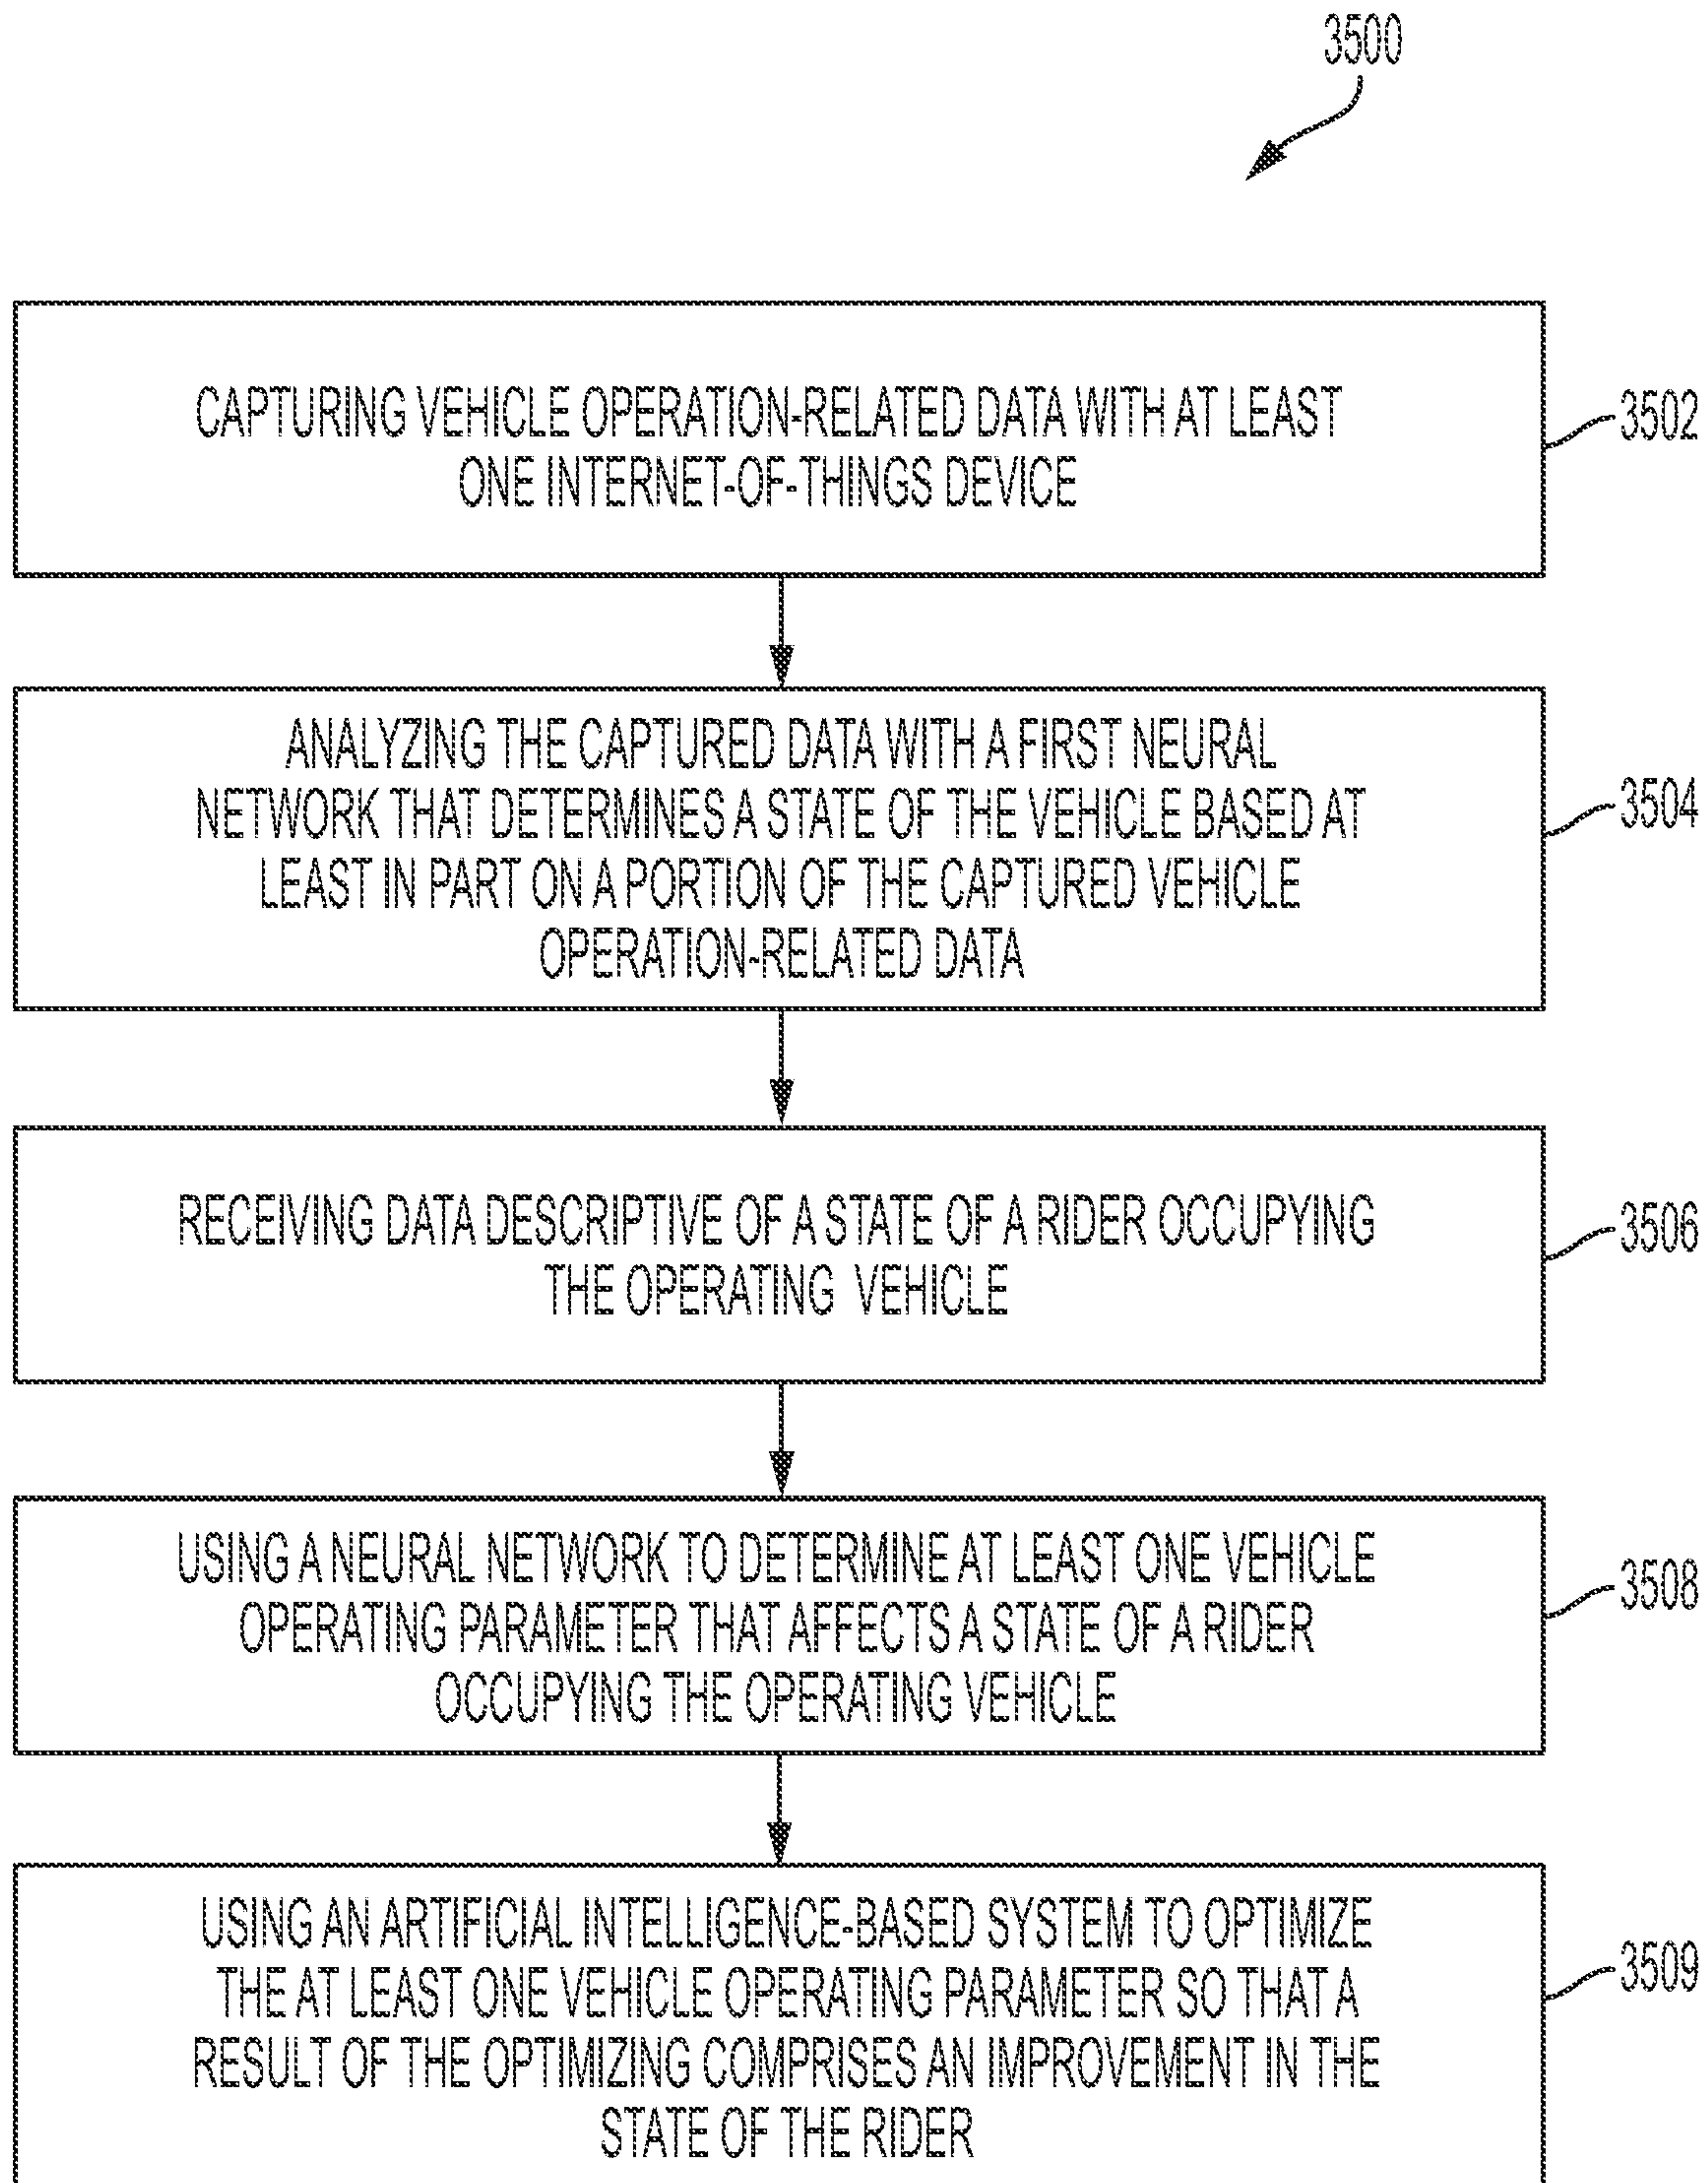 3500
CAPTURING VEHICLE OPERATION-RELATED DATA WITH AT LEAST
ONE INTERNET-OF-THINGS DEVICE
3502
ANALYZING THE CAPTURED DATA WITH A FIRST NEURAL
NETWORK THAT DETERMINES A STATE OF THE VEHICLE BASED AT
LEAST IN PART ON A PORTION OF THE CAPTURED VEHICLE
OPERATION-RELATED DATA
3504
RECEIVING DATA DESCRIPTIVE OF A STATE OF A RIDER OCCUPYING
THE OPERATING VEHICLE
3506
USING A NEURAL NETWORK TO DETERMINE AT LEAST ONE VEHICLE
OPERATING PARAMETER THAT AFFECTS A STATE OF A RIDER
OCCUPYING THE OPERATING VEHICLE
3508
USING AN ARTIFICIAL INTELLIGENCE-BASED SYSTEM TO OPTIMIZE
THE AT LEAST ONE VEHICLE OPERATING PARAMETER SO THAT A
RESULT OF THE OPTIMIZING COMPRISES AN IMPROVEMENT IN THE
STATE OF THE RIDER
3509